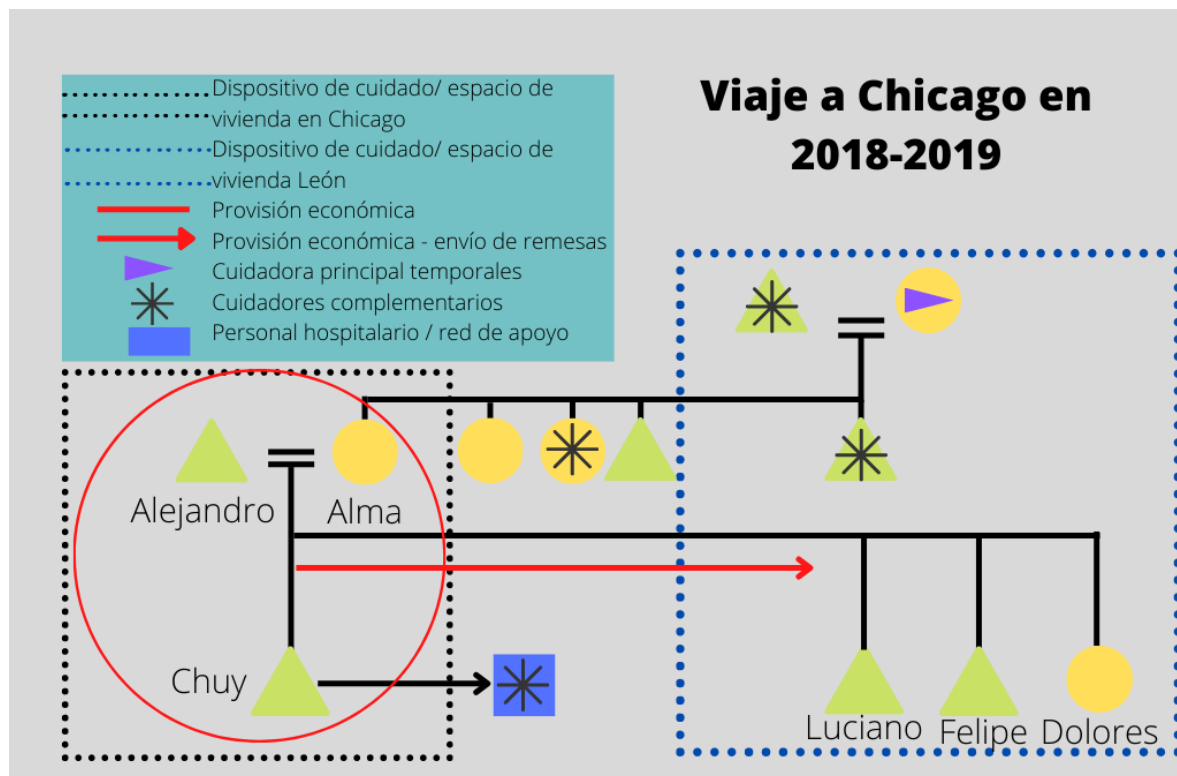 Viaje a Chicago en
2018-2019
Dispositivo de cuidado/ espacio de
vivienda en Chicago
Dispositivo de cuidado/ espacio de
vivienda León
Provisión económica
Provisión económica - envío de remesas
Cuidadora principal temporales
Cuidadores complementarios
Personal hospitalario / red de apoyo
Alejandro
Alma
Chuy
Luciano
Felipe
Dolores